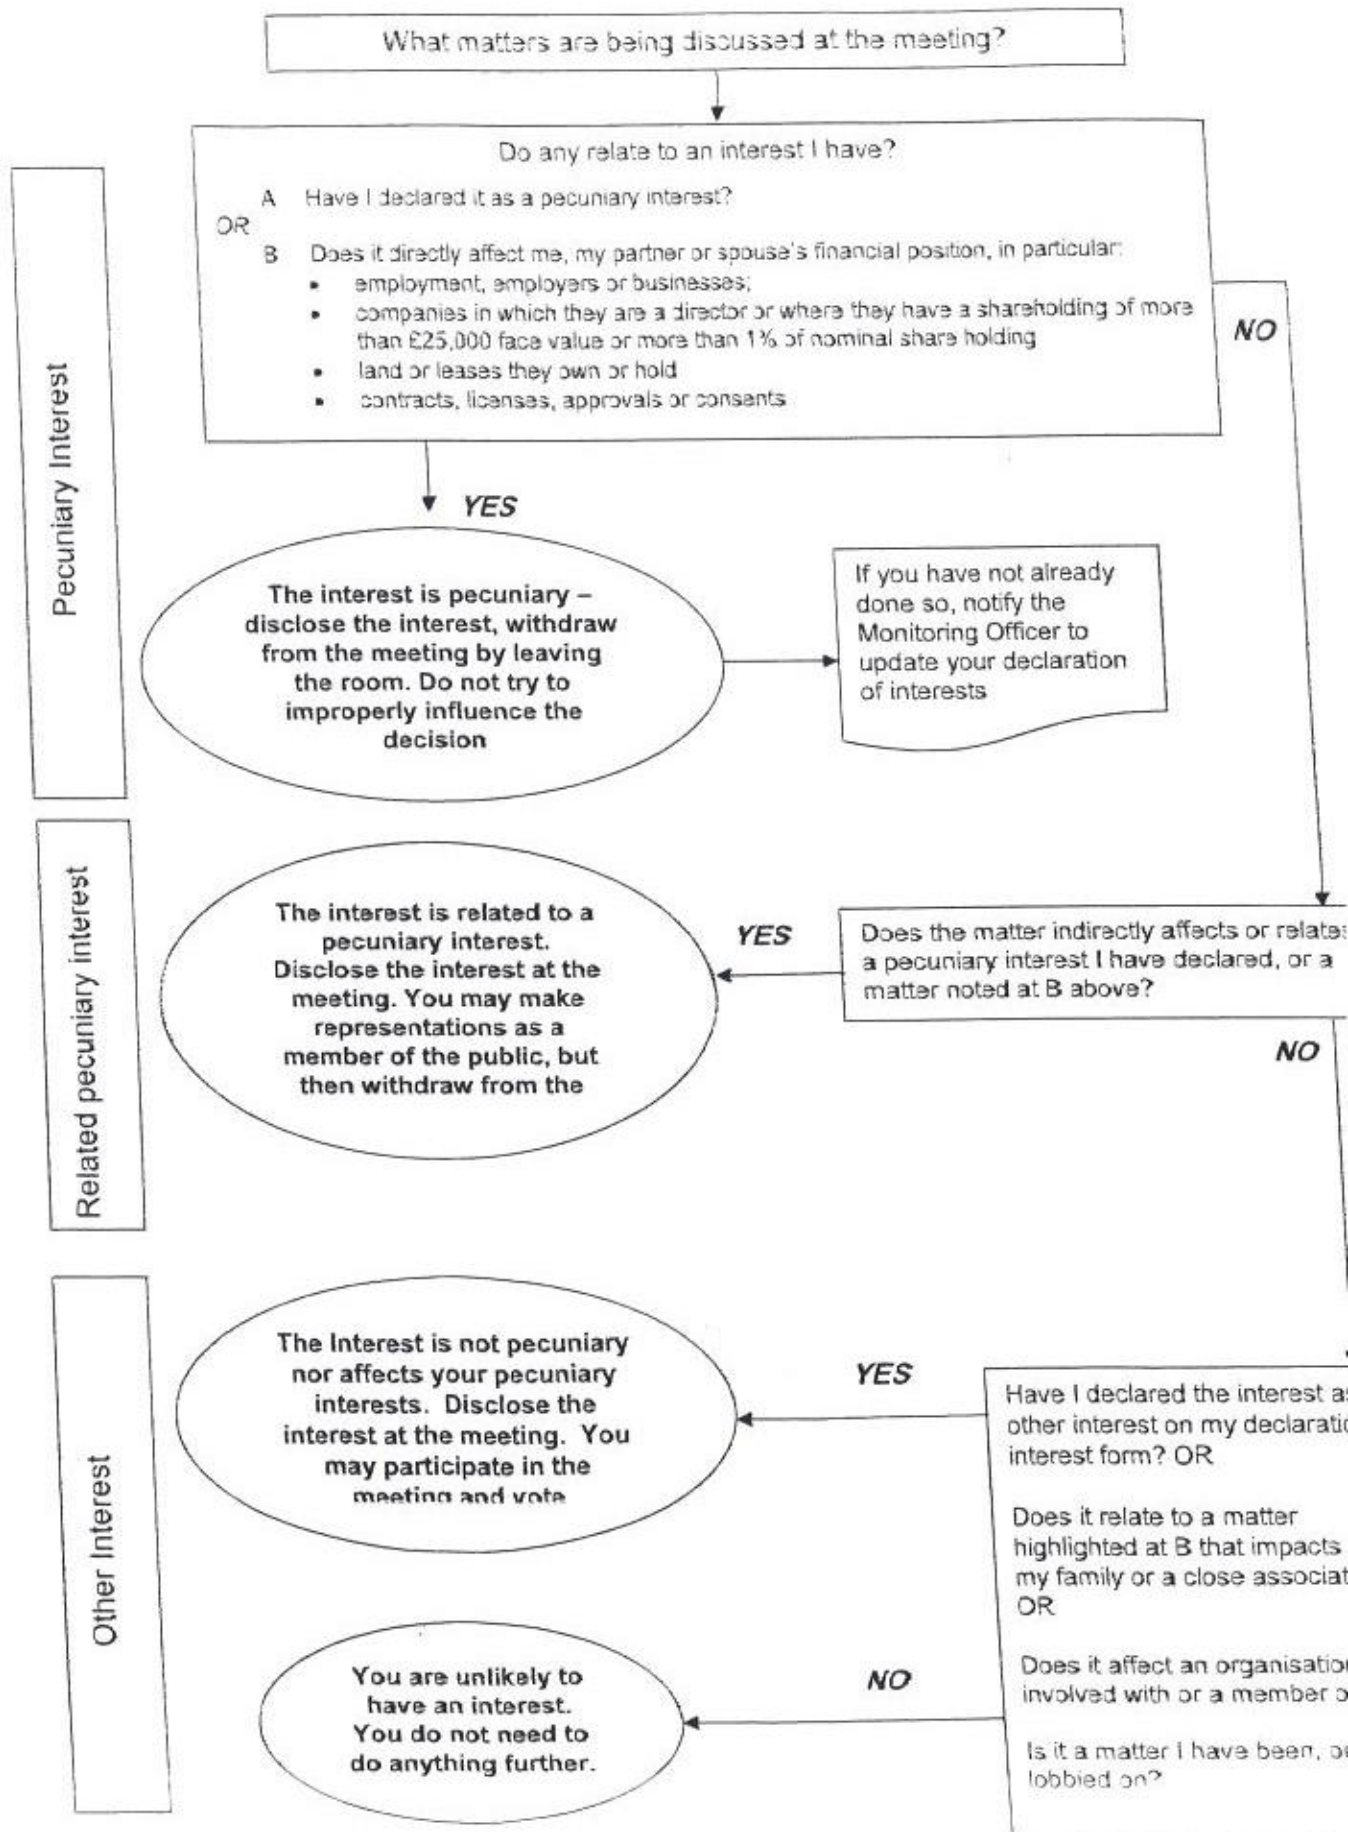 What matters are being discussed at the meeting?
Do any relate to an interest I have?
A Have I declared it as a pecuniary interest?
OR
B Does it directly affect me, my partner or spouse's financial position, in particular:
• employment, employers or businesses;
• companies in which they are a director or where they have a shareholding of more
than £25,000 face value or more than 1% of nominal share holding
• land or leases they own or hold
• contracts, licenses, approvals or consents
NO
Pecuniary Interest
YES
The interest is pecuniary –
disclose the interest, withdraw
from the meeting by leaving
the room. Do not try to
improperly influence the
decision
If you have not already
done so, notify the
Monitoring Officer to
update your declaration
of interests
Related pecuniary interest
The interest is related to a
pecuniary interest.
Disclose the interest at the
meeting. You may make
representations as a
member of the public, but
then withdraw from the
YES
Does the matter indirectly affects or relate
a pecuniary interest I have declared, or a
matter noted at B above?
NO
Other Interest
The Interest is not pecuniary
nor affects your pecuniary
interests. Disclose the
interest at the meeting. You
may participate in the
meeting and vote
YES
Have I declared the interest as
other interest on my
interest form? OR
Does it relate to a matter
highlighted at B that impacts
my family or a close
OR
Does it affect an
involved with or a member
Is it a matter I have been,
lobbied on?
NO
You are unlikely to
have an interest.
You do not need to
do anything further.